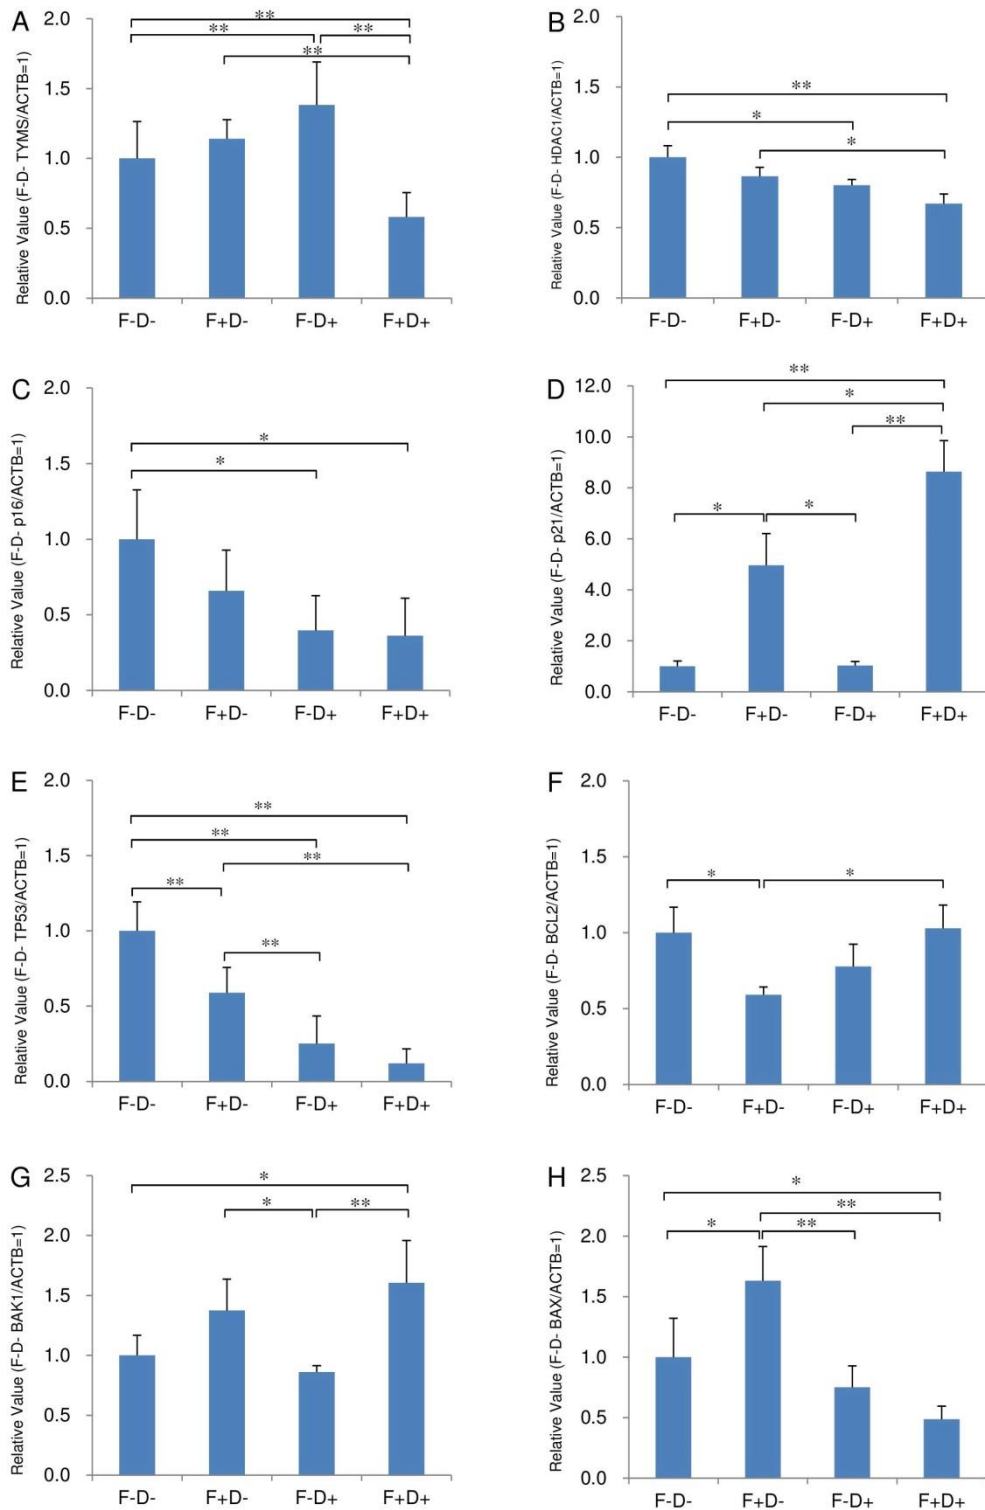 A
Relative Value (F-D- TYMS/ACTB=1)
2.0
1.5
1.0
0.5
0.0
**
** **
**
F-D- F+D- F-D+ F+D+
B
Relative Value (F-D- HDAC1/ACTB=1)
2.0
1.5
1.0
0.5
0.0
**
*
*
F-D- F+D- F-D+ F+D+
C
Relative Value (F-D- p16/ACTB=1)
2.0
1.5
1.0
0.5
0.0
*
*
F-D- F+D- F-D+ F+D+
D
Relative Value (F-D- p21/ACTB=1)
12.0
10.0
8.0
6.0
4.0
2.0
0.0
**
*
**
* *
F-D- F+D- F-D+ F+D+
E
Relative Value (F-D- TP53/ACTB=1)
2.0
1.5
1.0
0.5
0.0
**
**
**
**
**
F-D- F+D- F-D+ F+D+
F
Relative Value (F-D- BCL2/ACTB=1)
2.0
1.5
1.0
0.5
0.0
* *
F-D- F+D- F-D+ F+D+
G
Relative Value (F-D- BAK1/ACTB=1)
2.5
2.0
1.5
1.0
0.5
0.0
*
* **
F-D- F+D- F-D+ F+D+
H
Relative Value (F-D- BAX/ACTB=1)
2.5
2.0
1.5
1.0
0.5
0.0
*
**
* **
F-D- F+D- F-D+ F+D+